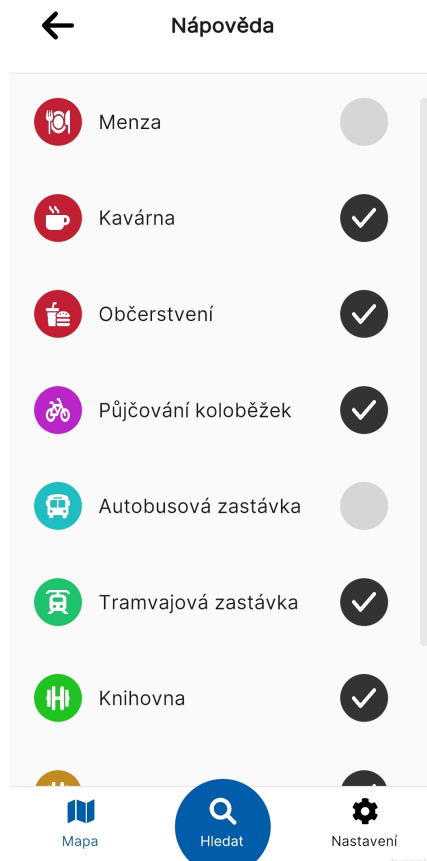 Nápověda
Menza
Kavárna
Občerstvení
Půjčování koloběžek
Autobusová zastávka
Tramvajová zastávka
Knihovna
Mapa
Hledat
Nastavení